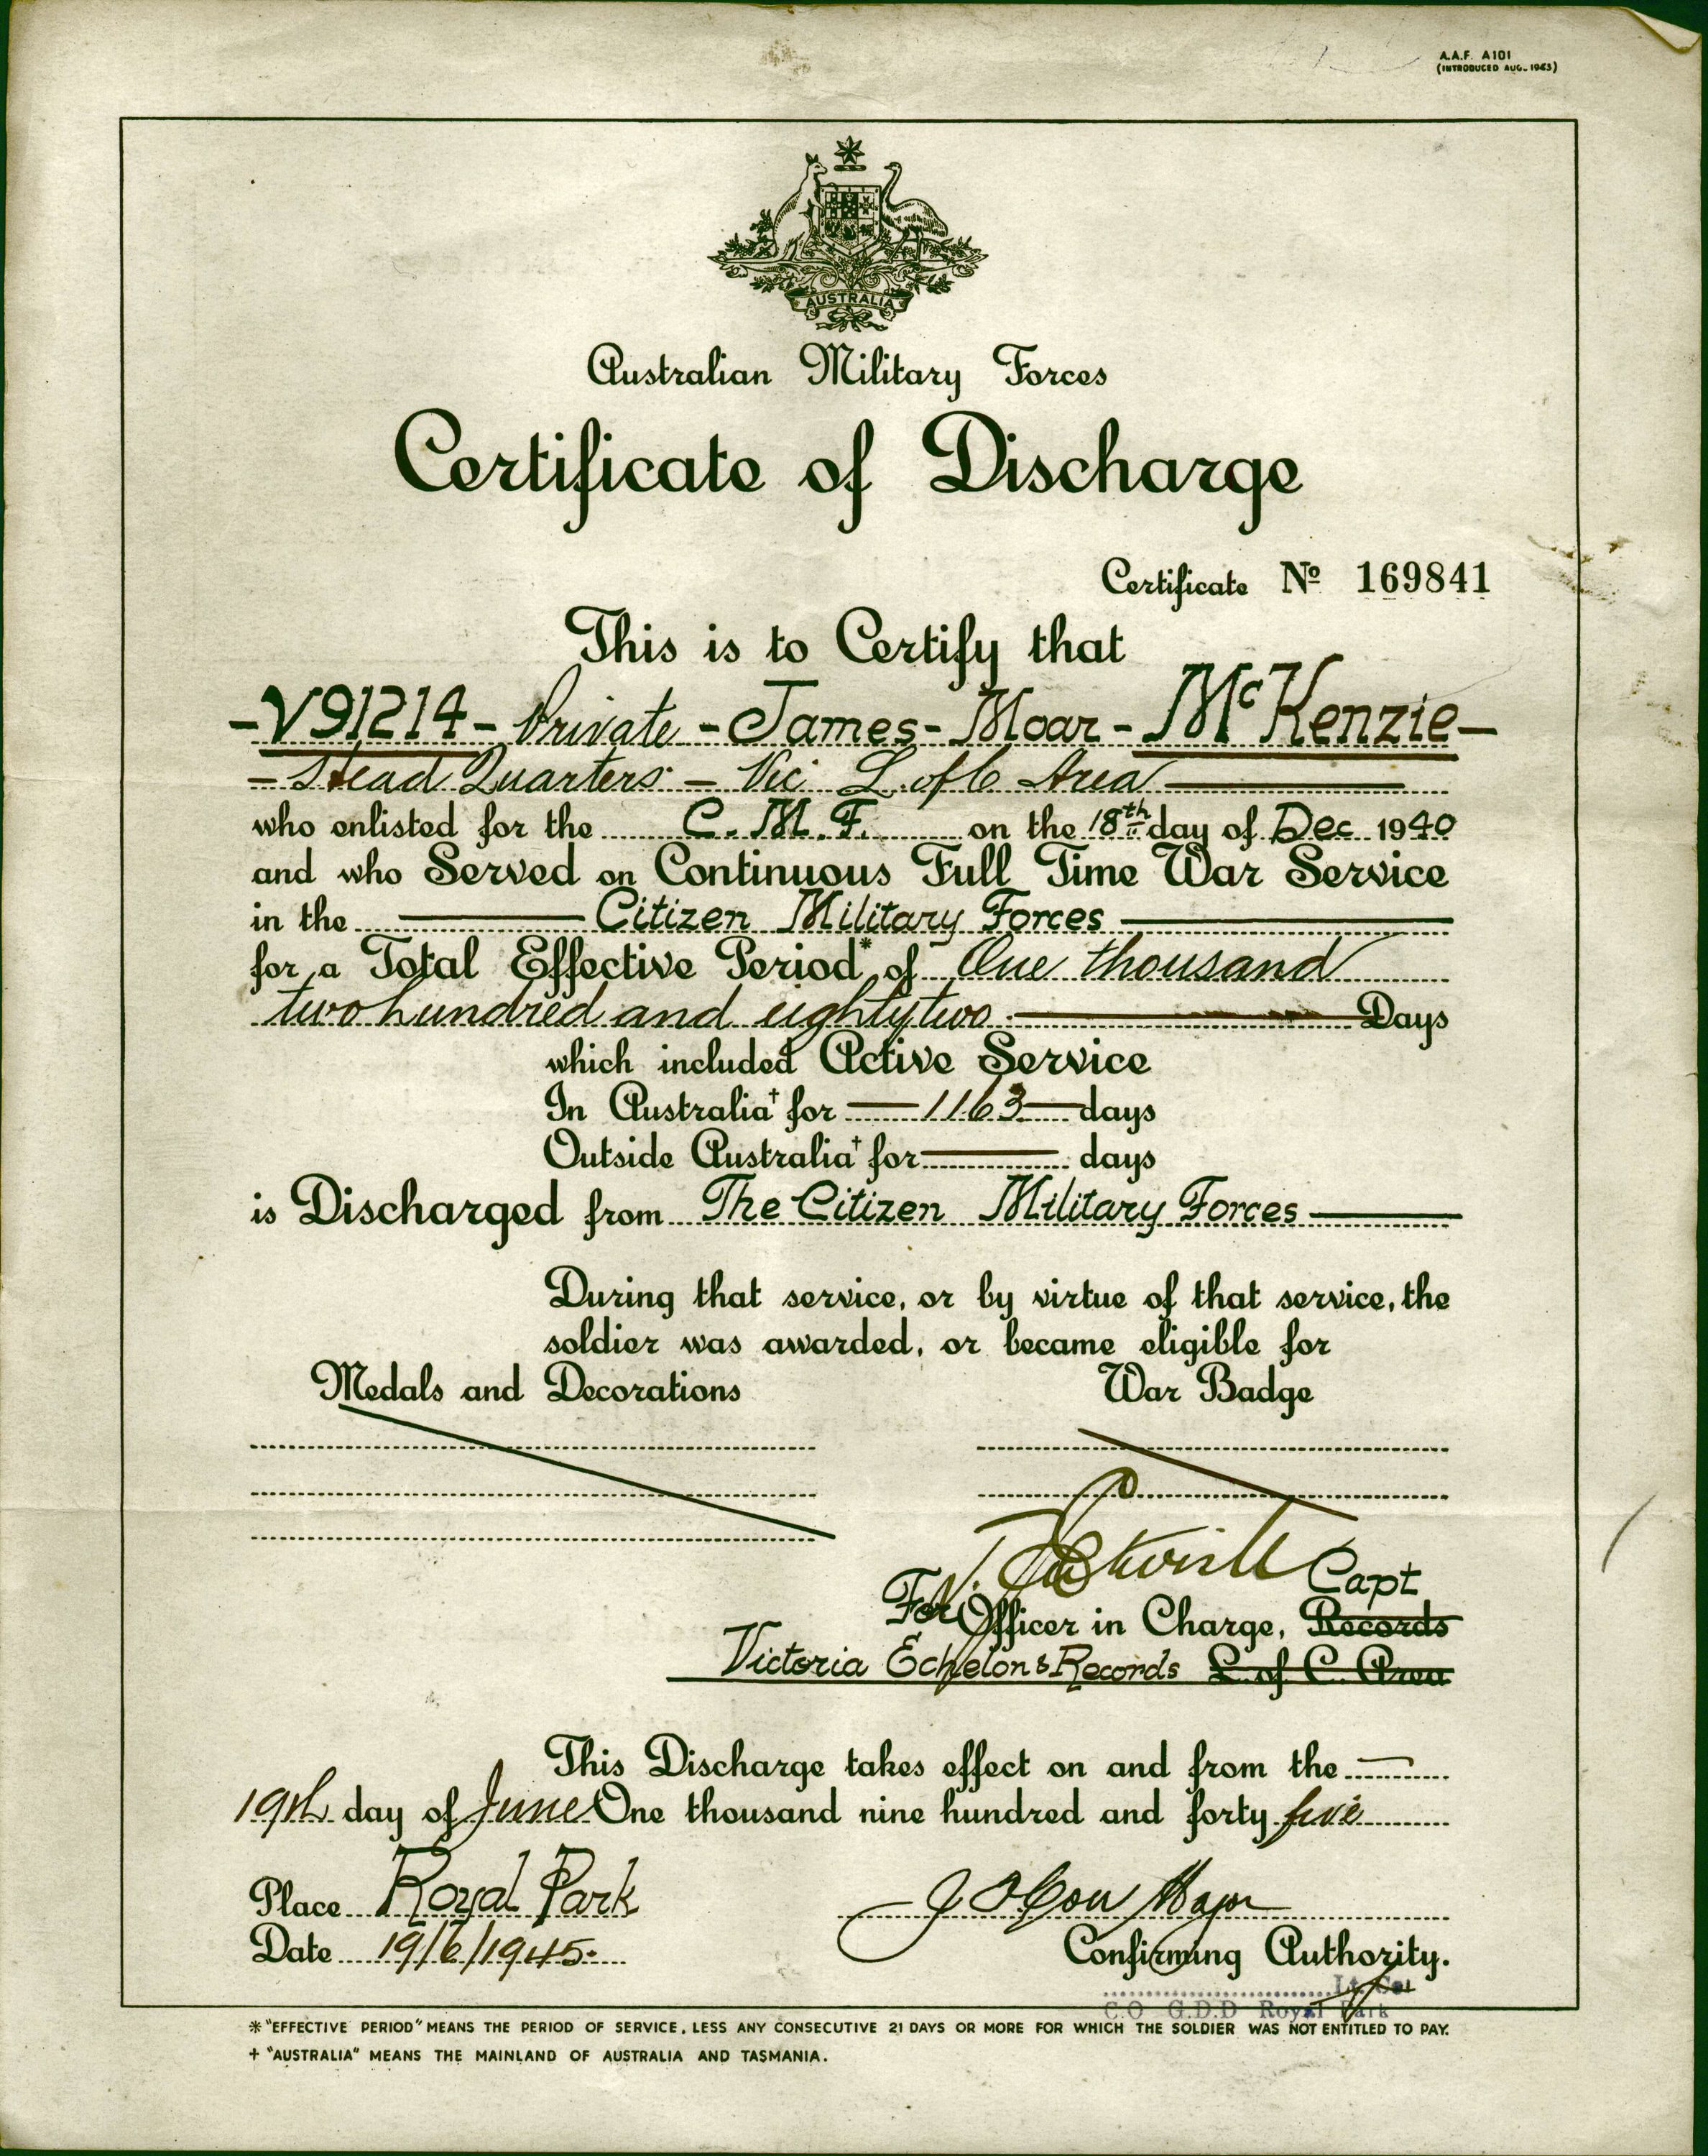 A.A.F. A101
(INTRODUCED AUG. 1943)
AUSTRALIA
Australian Military Forces
Certificate of Discharge
Certificate No 169841
This is to Certify that
-V91214- Private - James - Moar - McKenzie -
- Head Quarters - Vic L. of C Area
who enlisted for the C.M.F. on the 18th day of Dec 1940
and who Served on Continuous Full Time War Service
in the Citizen Military Forces
for a Total Effective Period* of One thousand
two hundred and eighty two Days
which included Active Service
In Australia† for 1163 days
Outside Australia† for days
is Discharged from The Citizen Military Forces
During that service, or by virtue of that service, the
soldier was awarded, or became eligible for
Medals and Decorations War Badge
Capt
For Officer in Charge, Records
Victoria Echelon & Records L. of C. Area
This Discharge takes effect on and from the
19th day of June One thousand nine hundred and forty five
Place Royal Park Major
Date 19/6/1945. Confirming Authority.
Lt. Col
C.O G.D.D Royal Park
* "EFFECTIVE PERIOD" MEANS THE PERIOD OF SERVICE, LESS ANY CONSECUTIVE 21 DAYS OR MORE FOR WHICH THE SOLDIER WAS NOT ENTITLED TO PAY.
† "AUSTRALIA" MEANS THE MAINLAND OF AUSTRALIA AND TASMANIA.